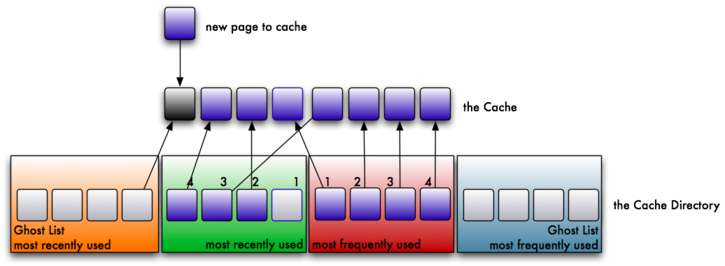 new page to cache
the Cache
4 3 2 1 1 2 3 4
the Cache Directory
Ghost List
most recently used
most recently used
most frequently used
Ghost List
most frequently used